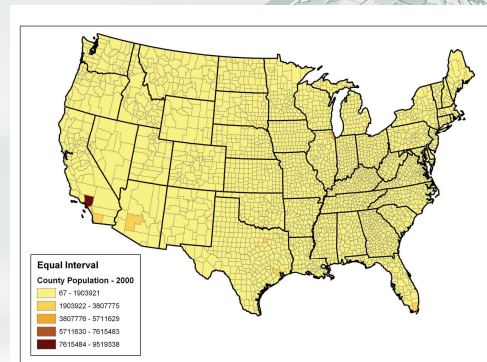 Equal Interval
County Population - 2000
67 - 1903921
1903922 - 3807775
3807776 - 5711629
5711630 - 7615483
7615484 - 9519338